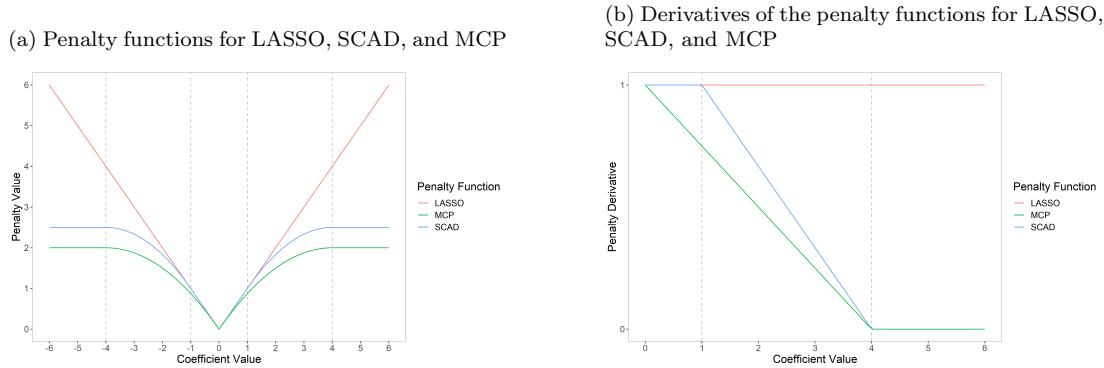 (a) Penalty functions for LASSO, SCAD, and MCP
6
5
4
3
2
1
0
Penalty Value
-6 -5 -4 -3 -2 -1 0 1 2 3 4 5 6
Coefficient Value
Penalty Function
LASSO
MCP
SCAD
(b) Derivatives of the penalty functions for LASSO,
SCAD, and MCP
1
0
Penalty Derivative
0 1 2 3 4 5 6
Coefficient Value
Penalty Function
LASSO
MCP
SCAD